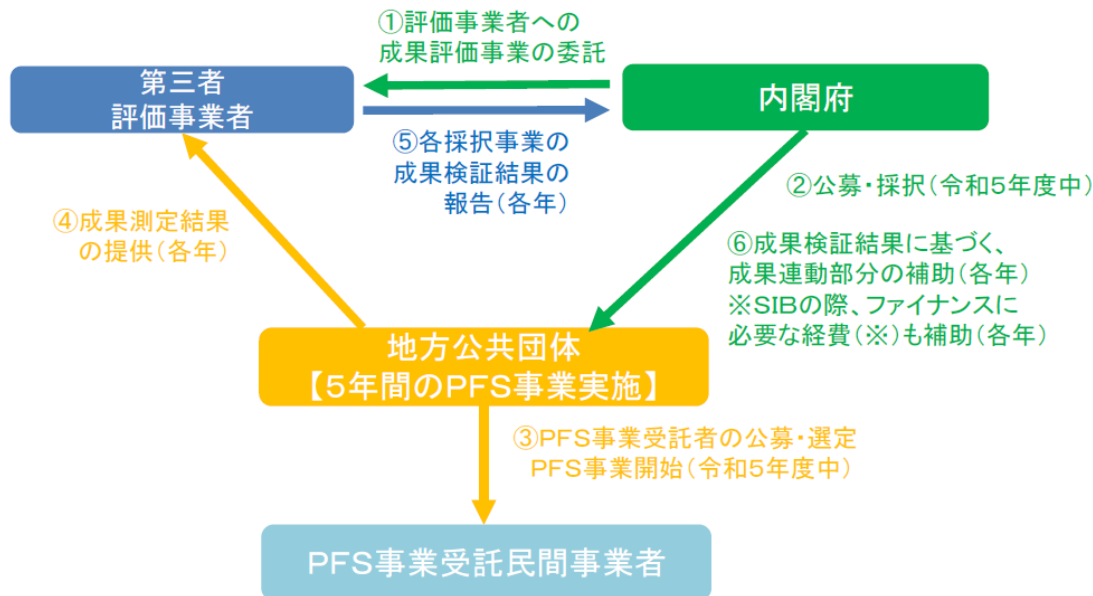 ①評価事業者への
成果評価事業の委託
第三者
評価事業者
内閣府
⑤各採択事業の
成果検証結果の
報告(各年)
②公募・採択(令和5年度中)
④成果測定結果
の提供(各年)
⑥成果検証結果に基づく、
成果連動部分の補助(各年)
※SIBの際、ファイナンスに
必要な経費(※)も補助(各年)
地方公共団体
【5年間のPFS事業実施】
③PFS事業受託者の公募・選定
PFS事業開始(令和5年度中)
PFS事業受託民間事業者